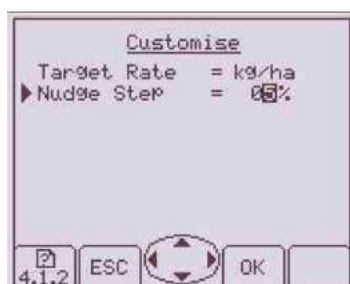 Customise
Target Rate = kg/ha
Nudge Step = 05%
4.1.2 ESC OK